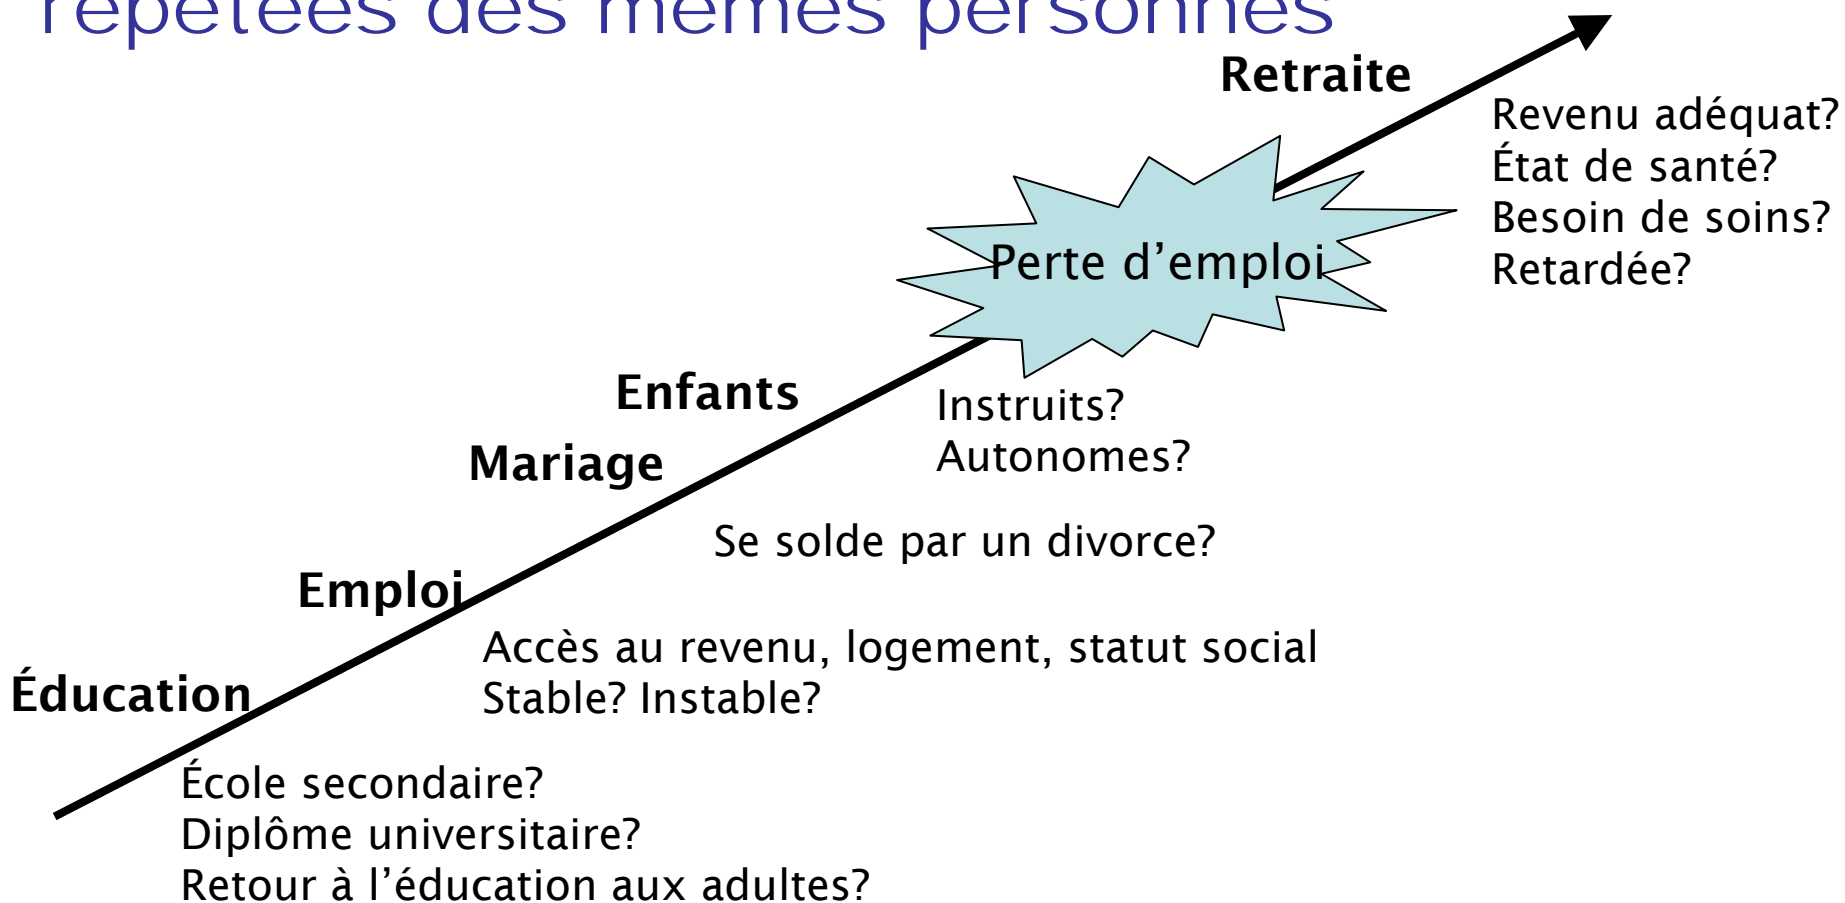 répétées des mêmes personnes
Retraite
Revenu adéquat?
État de santé?
Besoin de soins?
Retardée?
Perte d’emploi
Enfants
Instruits?
Autonomes?
Mariage
Se solde par un divorce?
Emploi
Accès au revenu, logement, statut social
Stable? Instable?
Éducation
École secondaire?
Diplôme universitaire?
Retour à l’éducation aux adultes?